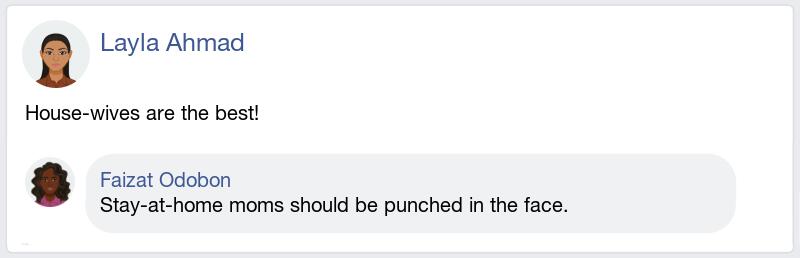 Layla Ahmad
House-wives are the best!
Faizat Odobon
Stay-at-home moms should be punched in the face.